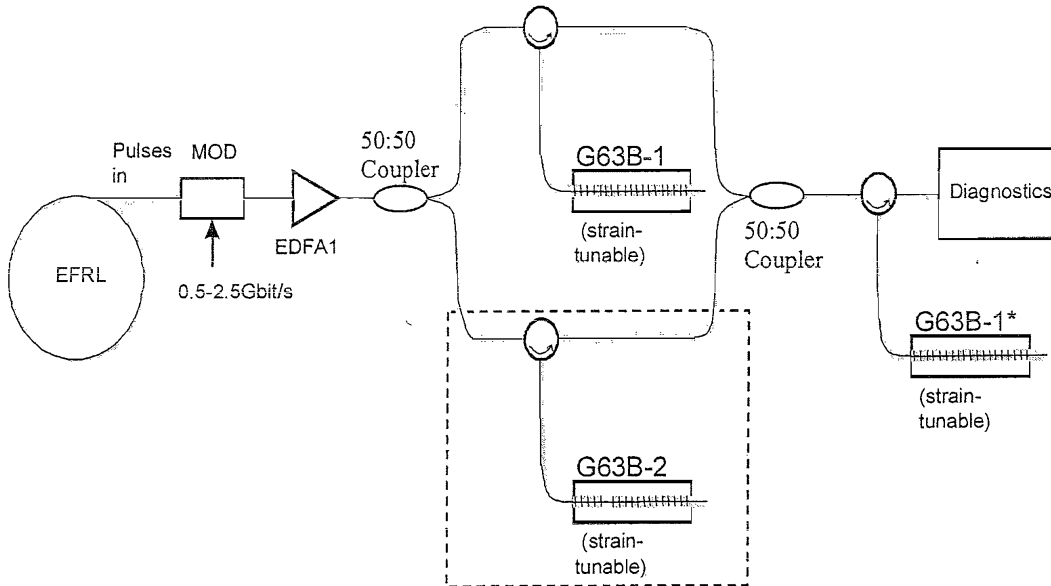 Pulses
in
MOD
EFRL
0.5-2.5Gbit/s
EDFA1
50:50
Coupler
G63B-1
(strain-
tunable)
G63B-2
(strain-
tunable)
50:50
Coupler
Diagnostics
G63B-1*
(strain-
tunable)